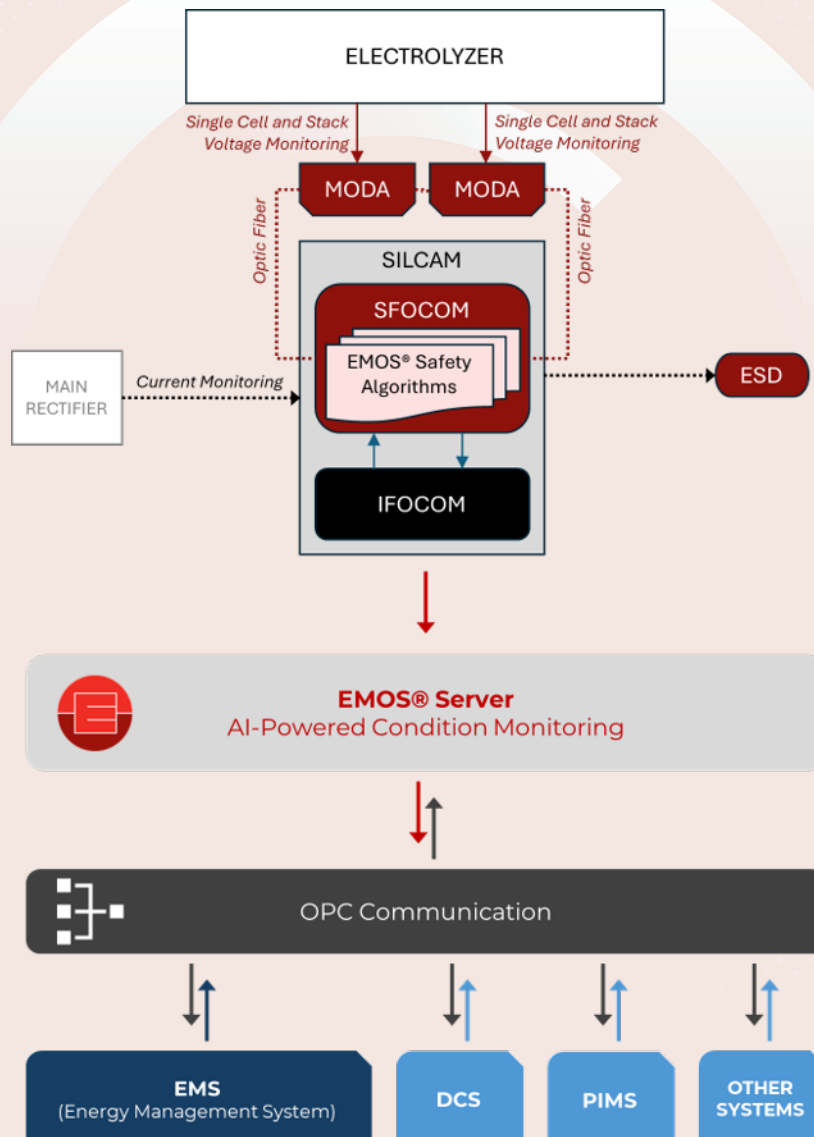 ELECTROLYZER
Single Cell and Stack
Voltage Monitoring
Single Cell and Stack
Voltage Monitoring
MODA
MODA
Optic Fiber
Optic Fiber
SILCAM
SFOCOM
EMOS® Safety
Algorithms
MAIN
RECTIFIER
Current Monitoring
ESD
IFOCOM
EMOS® Server
AI-Powered Condition Monitoring
OPC Communication
EMS
(Energy Management System)
DCS
PIMS
OTHER
SYSTEMS